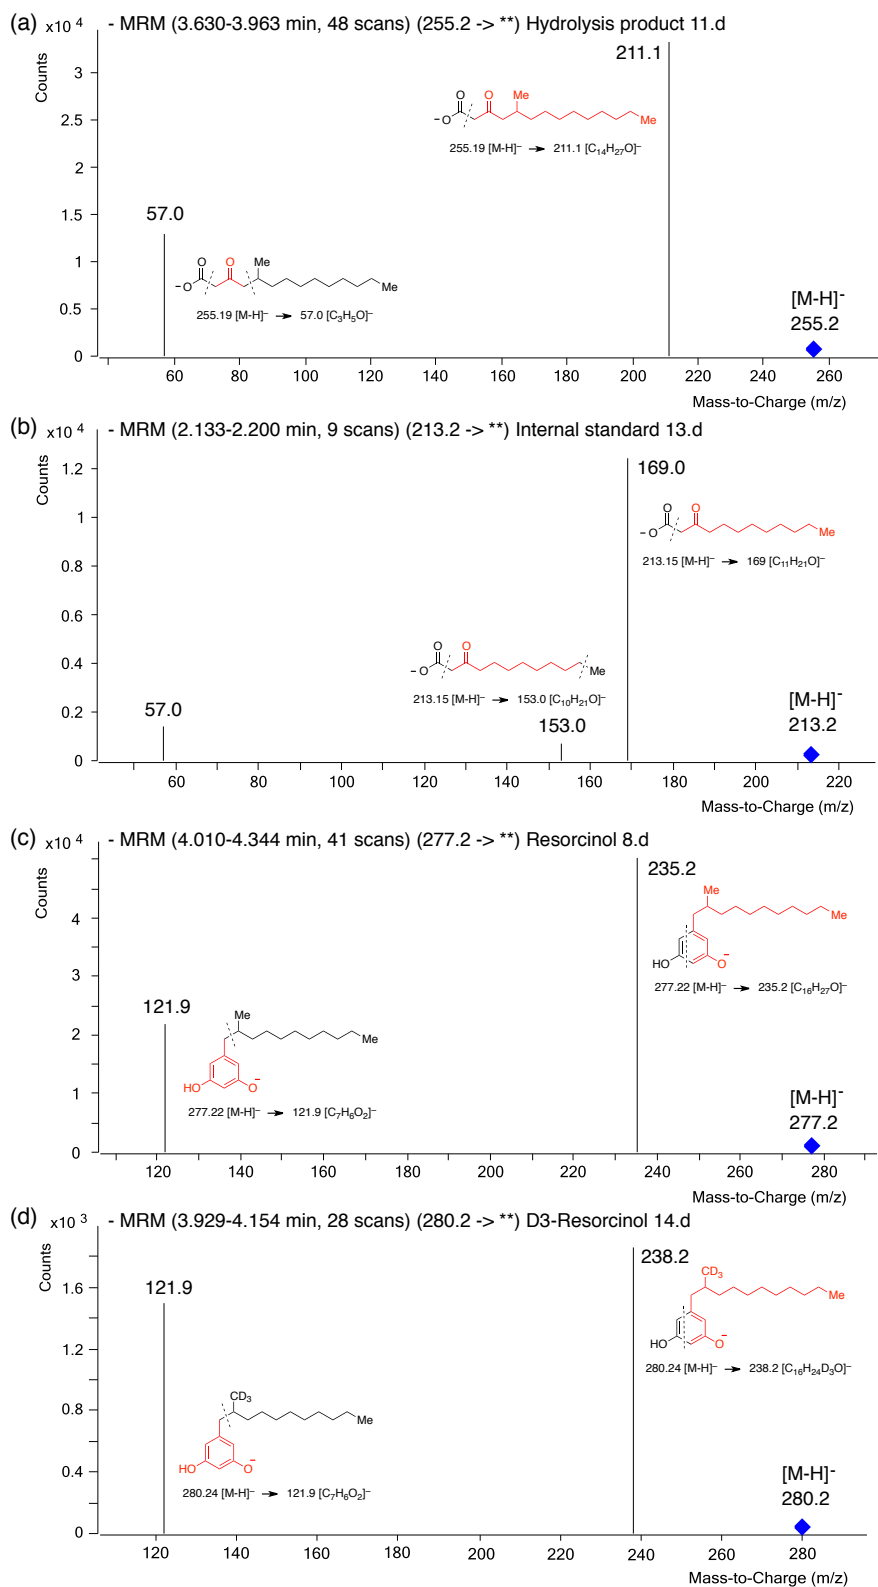 (a) x10 4 - MRM (3.630-3.963 min, 48 scans) (255.2 -> **) Hydrolysis product 11.d
Counts
3
2.5
2
1.5
1
0.5
0
211.1
O O Me
-O Me
255.19 [M-H]– → 211.1 [C14H27O]–
57.0
O O Me
-O Me
255.19 [M-H]– → 57.0 [C3H5O]–
[M-H]-
255.2
60 80 100 120 140 160 180 200 220 240 260
Mass-to-Charge (m/z)
(b) x10 4 - MRM (2.133-2.200 min, 9 scans) (213.2 -> **) Internal standard 13.d
Counts
1.2
1
0.8
0.6
0.4
0.2
0
169.0
O O
-O Me
213.15 [M-H]– → 169 [C11H21O]–
O O
-O Me
213.15 [M-H]– → 153.0 [C10H21O]–
57.0
153.0
[M-H]-
213.2
60 80 100 120 140 160 180 200 220
Mass-to-Charge (m/z)
(c) x10 4 - MRM (4.010-4.344 min, 41 scans) (277.2 -> **) Resorcinol 8.d
Counts
4
3
2
1
0
235.2
Me
Me
HO O-
277.22 [M-H]– → 235.2 [C16H27O]–
121.9
Me
Me
HO O-
277.22 [M-H]– → 121.9 [C7H6O2]–
[M-H]-
277.2
120 140 160 180 200 220 240 260 280
Mass-to-Charge (m/z)
(d) x10 3 - MRM (3.929-4.154 min, 28 scans) (280.2 -> **) D3-Resorcinol 14.d
Counts
1.6
1.2
0.8
0.4
0
238.2
CD3
Me
HO O-
280.24 [M-H]– → 238.2 [C16H24D3O]–
121.9
CD3
Me
HO O-
280.24 [M-H]– → 121.9 [C7H6O2]–
[M-H]-
280.2
120 140 160 180 200 220 240 260 280
Mass-to-Charge (m/z)